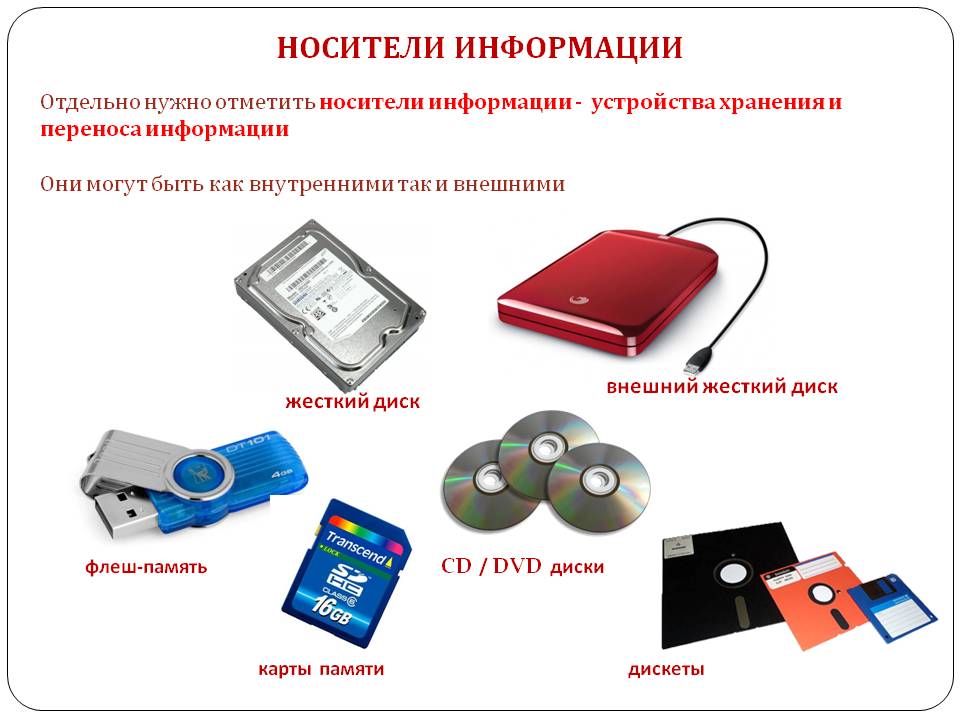 НОСИТЕЛИ ИНФОРМАЦИИ
Отдельно нужно отметить носители информации - устройства хранения и
переноса информации
Они могут быть как внутренними так и внешними
жесткий диск
внешний жесткий диск
DT101
4GB
флеш-память
Transcend
LOCK
SD
HC
CLASS 6
16GB
CD / DVD диски
карты памяти
дискеты